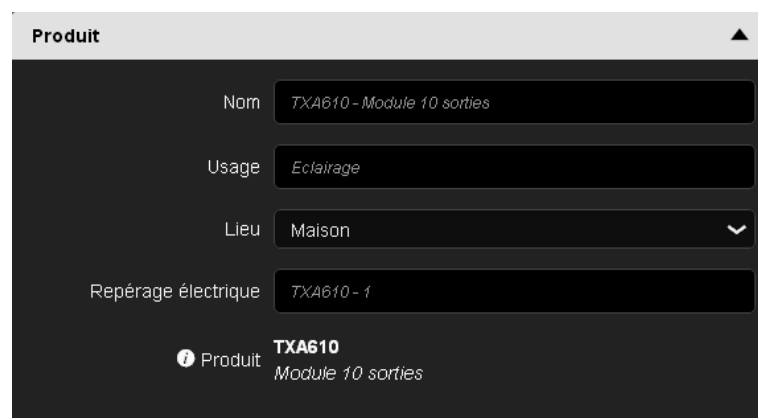 Produit
Nom TXA610 - Module 10 sorties
Usage Eclairage
Lieu Maison
Repérage électrique TXA610 - 1
Produit TXA610
Module 10 sorties